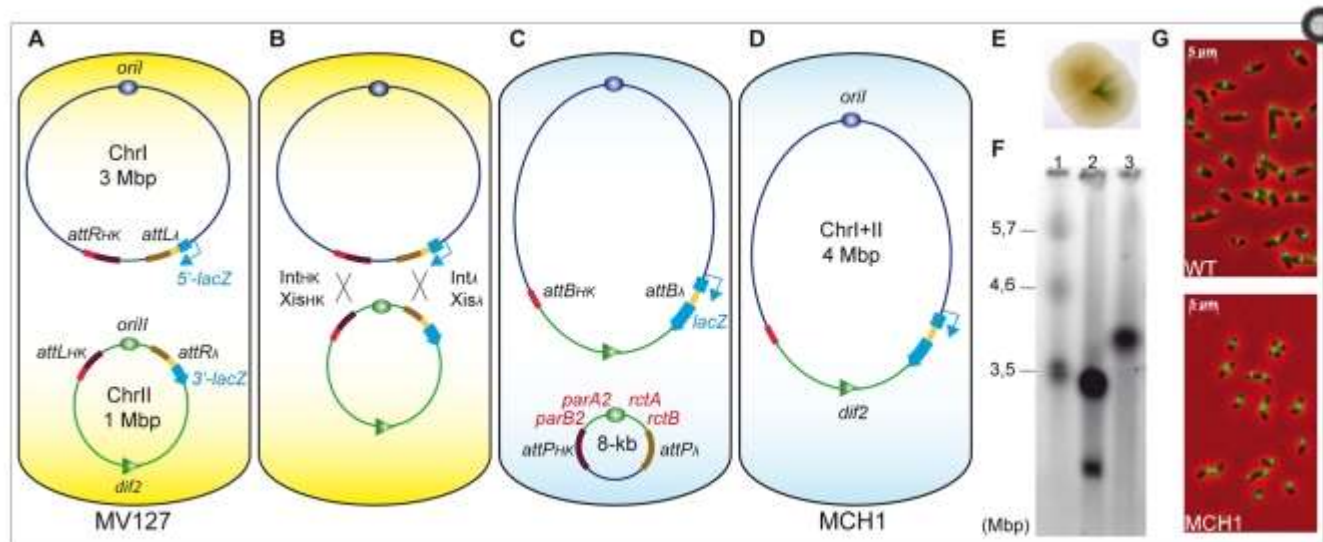 A
B
C
D
E
F
G
oriI
ChrI
3 Mbp
attRHK
attLλ
5'-lacZ
oriII
attLHK
attRλ
3'-lacZ
ChrII
1 Mbp
dif2
MV127
IntHK
XisHK
Intλ
Xisλ
attBHK
attBλ
lacZ
parA2
rctA
parB2
rctB
attPHK
8-kb
attPλ
oriI
ChrI+II
4 Mbp
dif2
MCH1
1 2 3
5,7
4,6
3,5
(Mbp)
5 µm
WT
5 µm
MCH1